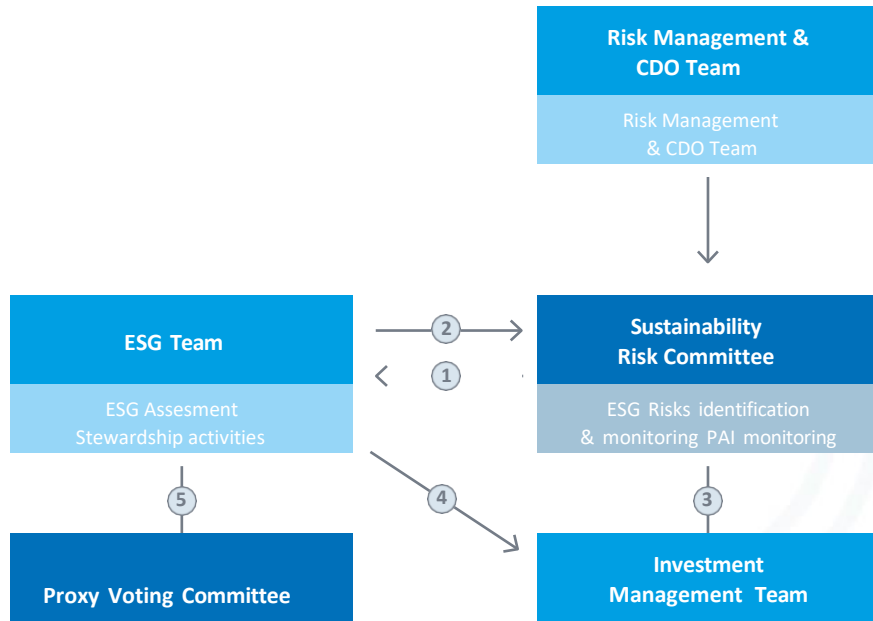 Risk Management &
CDO Team
Risk Management
& CDO Team
ESG Team
2
Sustainability
Risk Committee
1
ESG Assesment
Stewardship activities
ESG Risks identification
& monitoring PAI monitoring
5
4
3
Proxy Voting Committee
Investment
Management Team